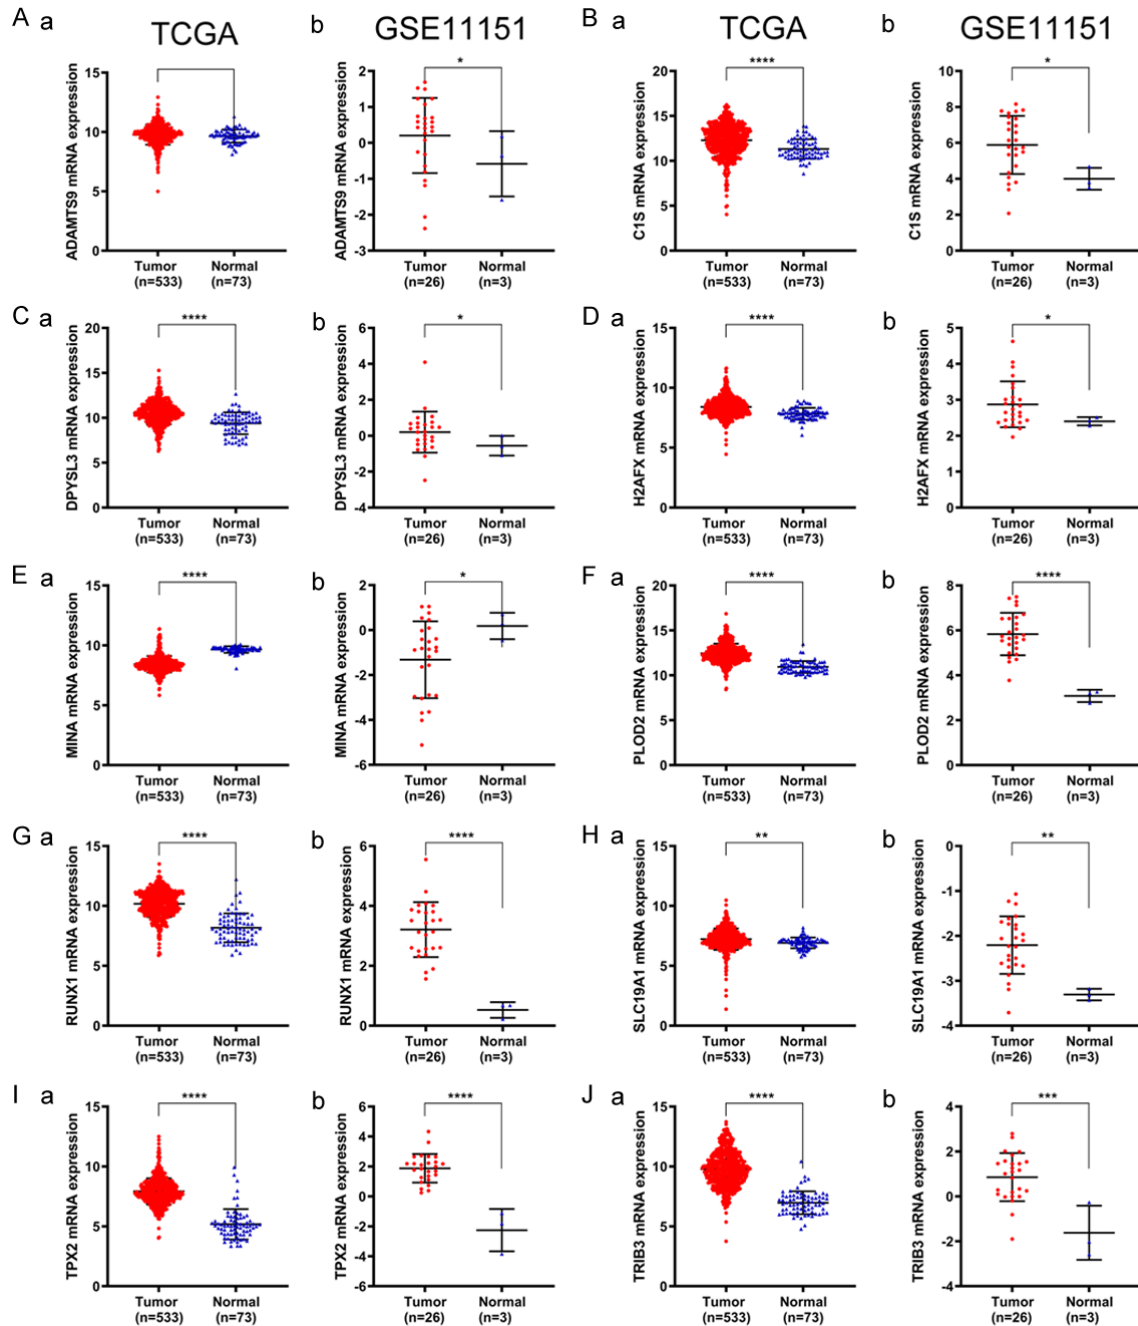 A a TCGA b GSE11151 B a TCGA b GSE11151
ADAMTS9 mRNA expression
15
10
5
0
Tumor Normal
(n=533) (n=73)
ADAMTS9 mRNA expression
*
2
1
0
-1
-2
-3
Tumor Normal
(n=26) (n=3)
C1S mRNA expression
****
20
15
10
5
0
Tumor Normal
(n=533) (n=73)
C1S mRNA expression
*
10
8
6
4
2
0
Tumor Normal
(n=26) (n=3)
C a b D a b
DPYSL3 mRNA expression
****
20
15
10
5
0
Tumor Normal
(n=533) (n=73)
DPYSL3 mRNA expression
*
6
4
2
0
-2
-4
Tumor Normal
(n=26) (n=3)
H2AFX mRNA expression
****
15
10
5
0
Tumor Normal
(n=533) (n=73)
H2AFX mRNA expression
*
5
4
3
2
1
0
Tumor Normal
(n=26) (n=3)
E a b F a b
MINA mRNA expression
****
15
10
5
0
Tumor Normal
(n=533) (n=73)
MINA mRNA expression
*
2
0
-2
-4
-6
Tumor Normal
(n=26) (n=3)
PLOD2 mRNA expression
****
20
15
10
5
0
Tumor Normal
(n=533) (n=73)
PLOD2 mRNA expression
****
8
6
4
2
0
Tumor Normal
(n=26) (n=3)
G a b H a b
RUNX1 mRNA expression
****
15
10
5
0
Tumor Normal
(n=533) (n=73)
RUNX1 mRNA expression
****
6
4
2
0
Tumor Normal
(n=26) (n=3)
SLC19A1 mRNA expression
**
15
10
5
0
Tumor Normal
(n=533) (n=73)
SLC19A1 mRNA expression
**
0
-1
-2
-3
-4
Tumor Normal
(n=26) (n=3)
I a b J a b
TPX2 mRNA expression
****
15
10
5
0
Tumor Normal
(n=533) (n=73)
TPX2 mRNA expression
****
6
4
2
0
-2
-4
-6
Tumor Normal
(n=26) (n=3)
TRIB3 mRNA expression
****
15
10
5
0
Tumor Normal
(n=533) (n=73)
TRIB3 mRNA expression
***
4
2
0
-2
-4
Tumor Normal
(n=26) (n=3)